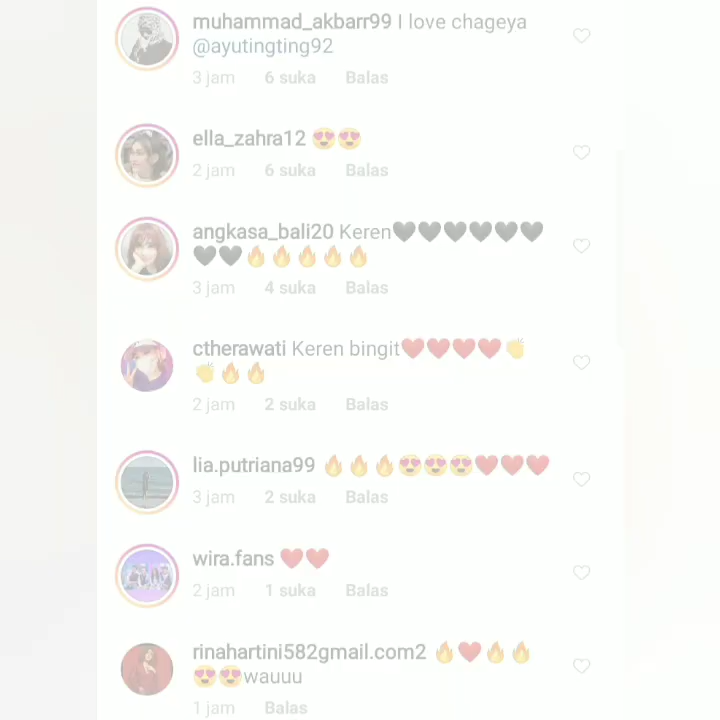 muhammad_akbarr99 I love chageya
@ayutingting92
3 jam 6 suka Balas
ella_zahra12 😍😍
2 jam 6 suka Balas
angkasa_bali20 Keren🖤🖤🖤🖤🖤🖤
🖤🖤🔥🔥🔥🔥🔥
3 jam 4 suka Balas
ctherawati Keren bingit❤️❤️❤️❤️👏
👏🔥🔥
2 jam 2 suka Balas
lia.putriana99 🔥🔥🔥😍😍😍❤️❤️❤️
3 jam 2 suka Balas
wira.fans ❤️❤️
2 jam 1 suka Balas
rinahartini582gmail.com2 🔥❤️🔥🔥
😍😍wauuu
1 jam Balas